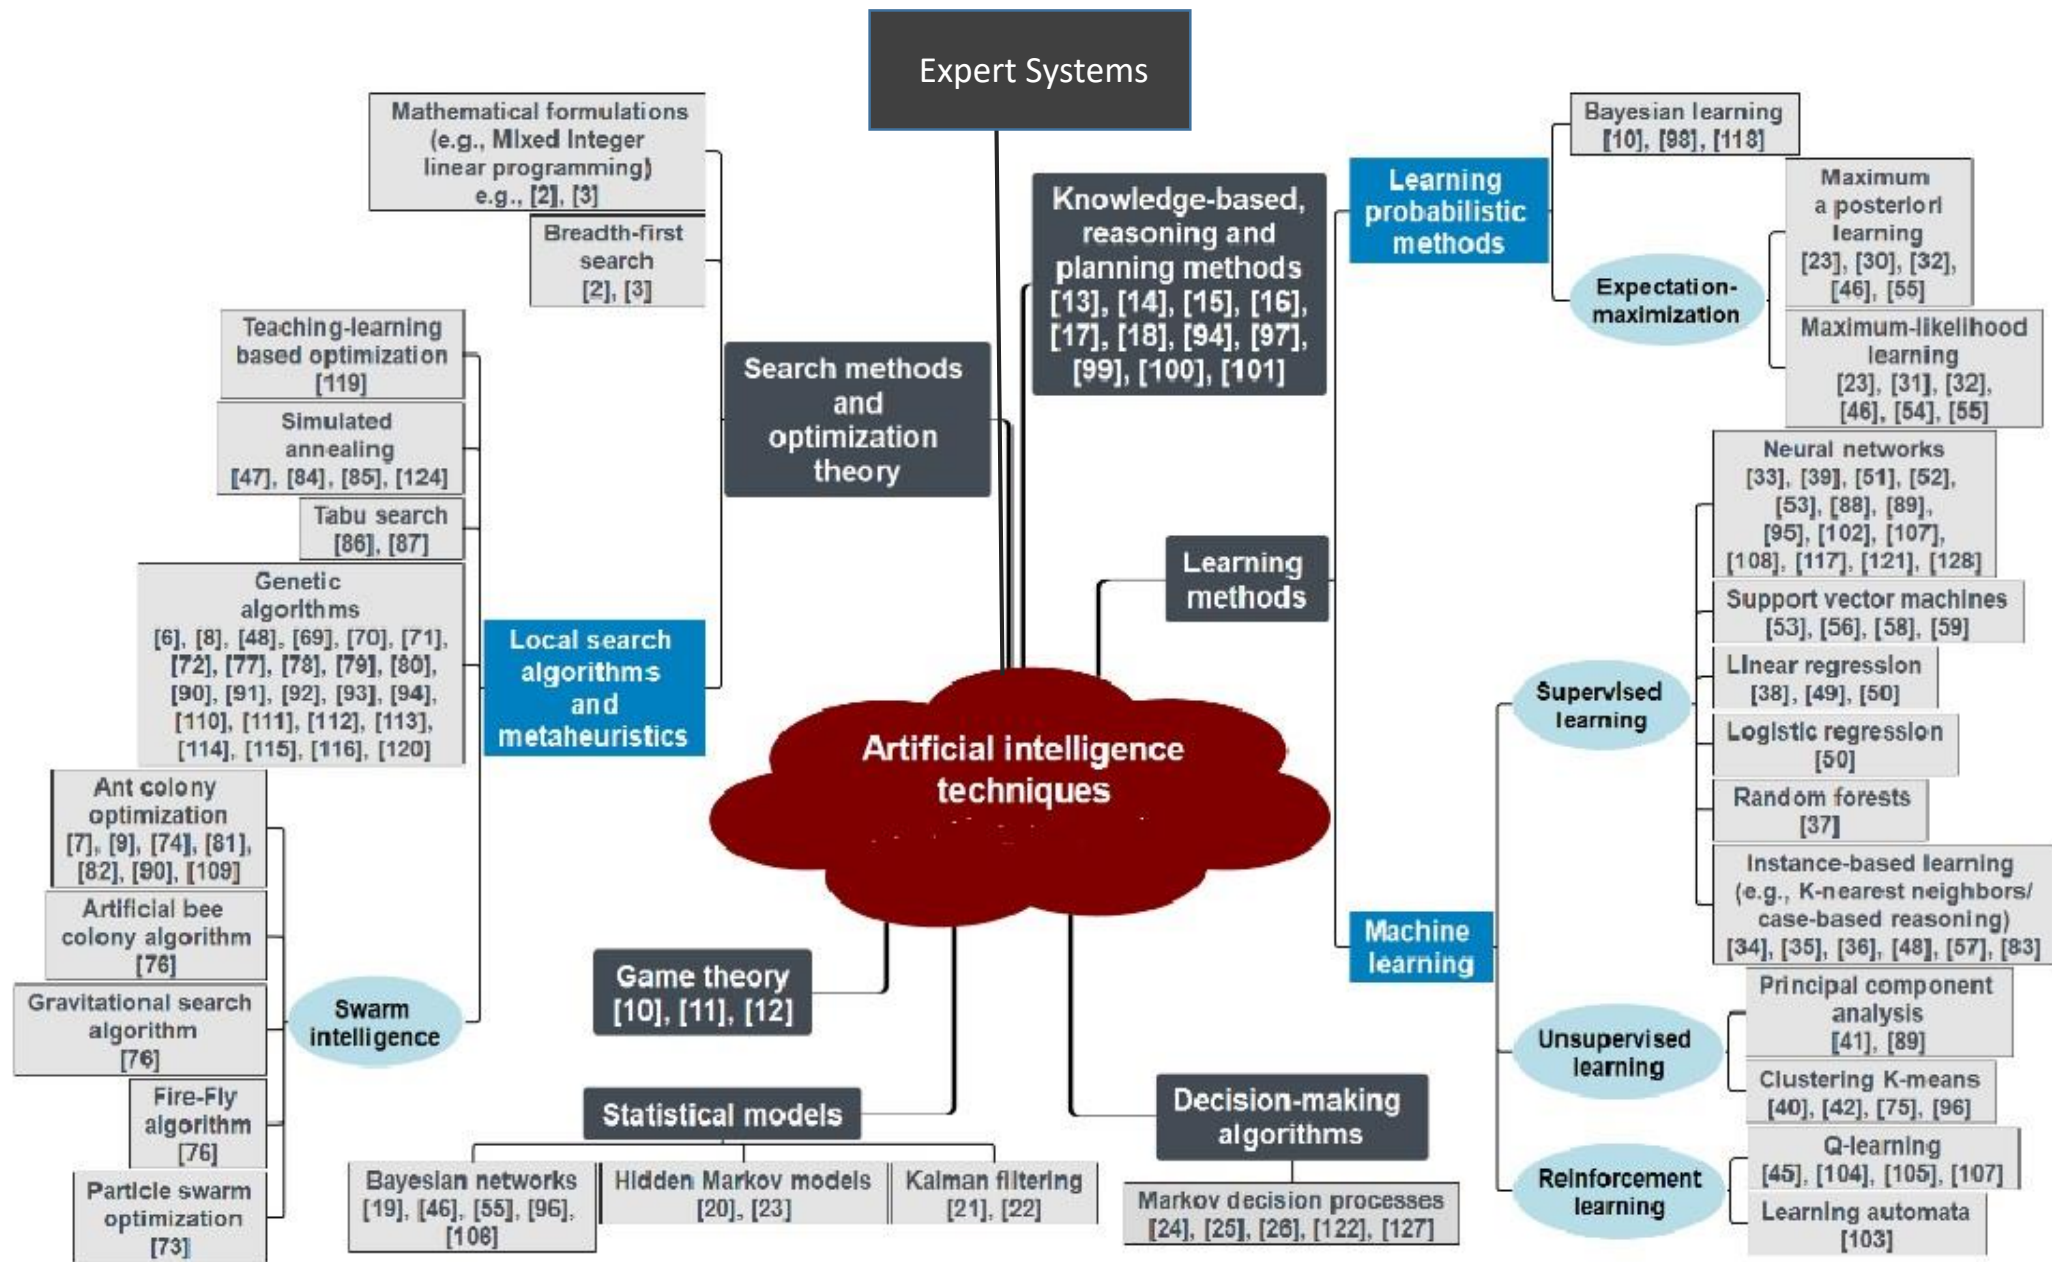 Expert Systems
Mathematical formulations
(e.g., Mixed Integer
linear programming)
e.g., [2], [3]
Breadth-first
search
[2], [3]
Search methods
and
optimization
theory
Teaching-learning
based optimization
[119]
Simulated
annealing
[47], [84], [85], [124]
Tabu search
[86], [87]
Genetic
algorithms
[6], [8], [48], [69], [70], [71],
[72], [77], [78], [79], [80],
[90], [91], [92], [93], [94],
[110], [111], [112], [113],
[114], [115], [116], [120]
Local search
algorithms
and
metaheuristics
Ant colony
optimization
[7], [9], [74], [81],
[82], [90], [109]
Artificial bee
colony algorithm
[76]
Gravitational search
algorithm
[76]
Fire-Fly
algorithm
[76]
Particle swarm
optimization
[73]
Swarm
intelligence
Knowledge-based,
reasoning and
planning methods
[13], [14], [15], [16],
[17], [18], [94], [97],
[99], [100], [101]
Learning
methods
Artificial intelligence
techniques
Game theory
[10], [11], [12]
Statistical models
Bayesian networks
[19], [46], [55], [96],
[106]
Hidden Markov models
[20], [23]
Kalman filtering
[21], [22]
Decision-making
algorithms
Markov decision processes
[24], [25], [26], [122], [127]
Learning
probabilistic
methods
Bayesian learning
[10], [98], [118]
Expectation-
maximization
Maximum
a posteriori
learning
[23], [30], [32],
[46], [55]
Maximum-likelihood
learning
[23], [31], [32],
[46], [54], [55]
Machine
learning
Supervised
learning
Neural networks
[33], [39], [51], [52],
[53], [88], [89],
[95], [102], [107],
[108], [117], [121], [128]
Support vector machines
[53], [56], [58], [59]
Linear regression
[38], [49], [50]
Logistic regression
[50]
Random forests
[37]
Instance-based learning
(e.g., K-nearest neighbors/
case-based reasoning)
[34], [35], [36], [48], [57], [83]
Unsupervised
learning
Principal component
analysis
[41], [89]
Clustering K-means
[40], [42], [75], [96]
Reinforcement
learning
Q-learning
[45], [104], [105], [107]
Learning automata
[103]